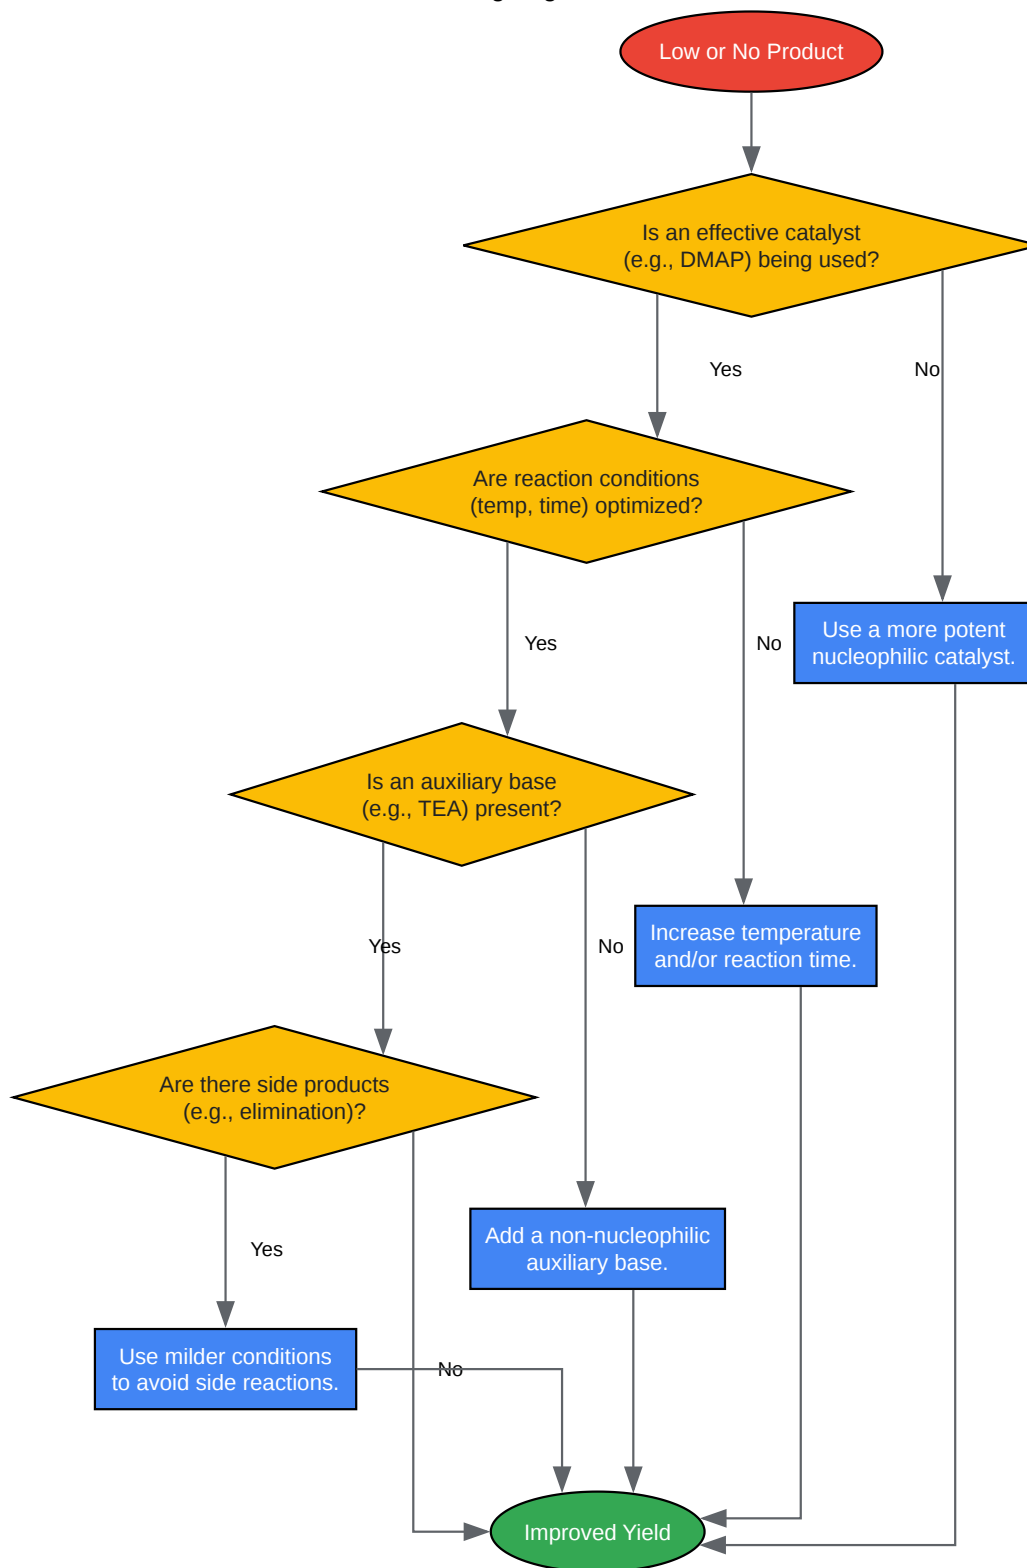 Low or No Product
Is an effective catalyst
(e.g., DMAP) being used?
Yes
No
Are reaction conditions
(temp, time) optimized?
Yes
No
Use a more potent
nucleophilic catalyst.
Is an auxiliary base
(e.g., TEA) present?
Yes
No
Increase temperature
and/or reaction time.
Are there side products
(e.g., elimination)?
Yes
Add a non-nucleophilic
auxiliary base.
Use milder conditions
to avoid side reactions.
No
Improved Yield